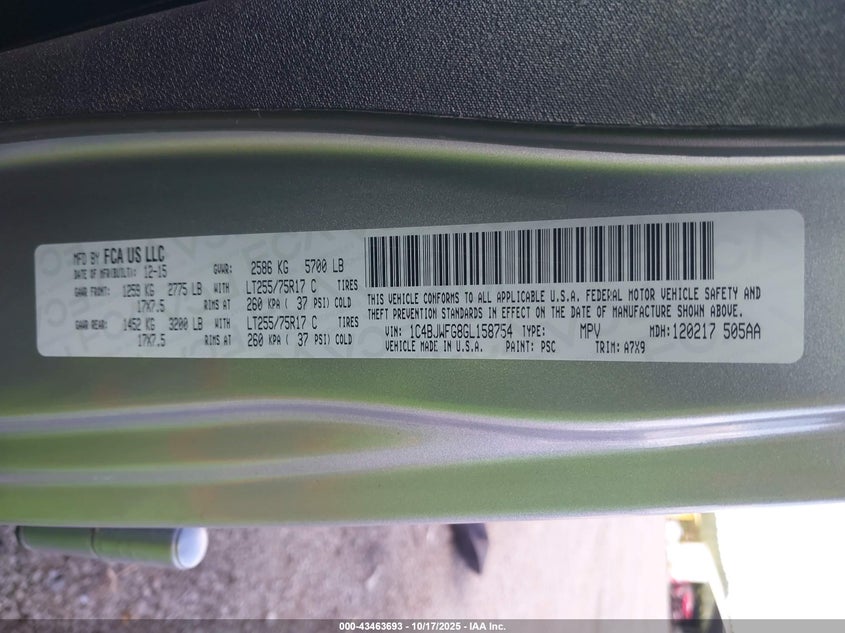 MFD BY FCA US LLC
DATE OF MFR(BUILT): 12-15 GVWR: 2586 KG 5700 LB
GAWR FRONT: 1259 KG 2775 LB WITH LT255/75R17 C TIRES
17X7.5 RIMS AT 260 KPA ( 37 PSI) COLD
GAWR REAR: 1452 KG 3200 LB WITH LT255/75R17 C TIRES
17X7.5 RIMS AT 260 KPA ( 37 PSI) COLD
THIS VEHICLE CONFORMS TO ALL APPLICABLE U.S.A. FEDERAL MOTOR VEHICLE SAFETY AND
THEFT PREVENTION STANDARDS IN EFFECT ON THE DATE OF MANUFACTURE SHOWN ABOVE.
VIN: 1C4BJWFG8GL158754 TYPE: MPV MDH: 120217 505AA
VEHICLE MADE IN U.S.A. PAINT: PSC TRIM: A7X9
000-43463693 - 10/17/2025 - IAA Inc.